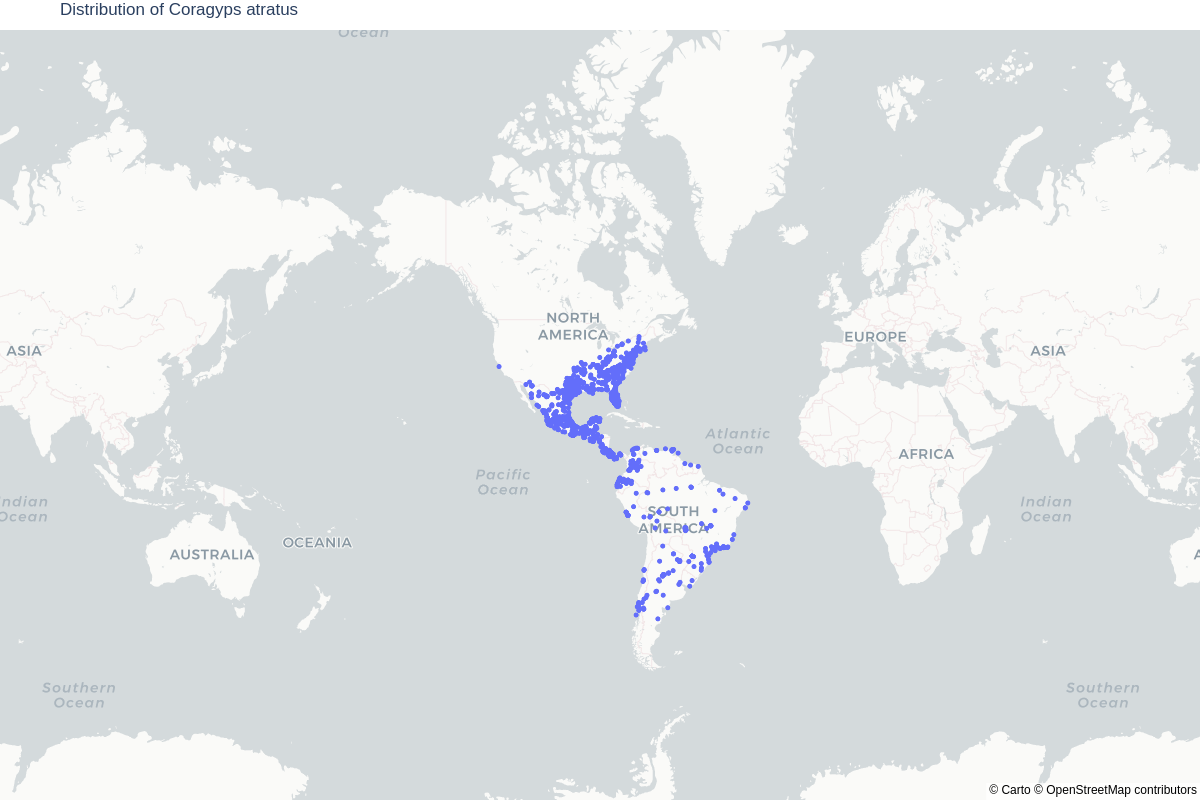 Distribution of Coragyps atratus
Ocean
NORTH
AMERICA
ASIA
EUROPE
ASIA
Atlantic
Ocean
AFRICA
Pacific
Ocean
Indian
Ocean
Indian
Ocean
SOUTH
AMERICA
OCEANIA
AUSTRALIA
A
Southern
Ocean
Southern
Ocean
© Carto © OpenStreetMap contributors